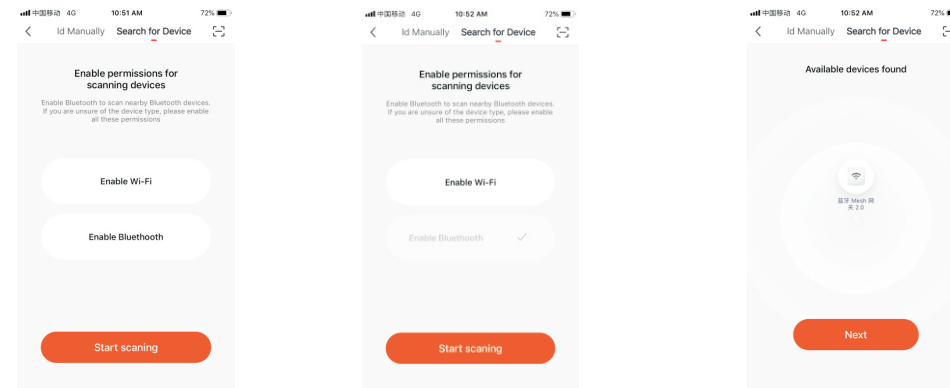 中国移动 4G 10:51 AM 72%
ld Manually Search for Device
Enable permissions for
scanning devices
Enable Bluetooth to scan nearby Bluetooth devices.
If you are unsure of the device type, please enable
all these permissions
Enable Wi-Fi
Enable Bluethooth
Start scaning
中国移动 4G 10:52 AM 72%
ld Manually Search for Device
Enable permissions for
scanning devices
Enable Bluetooth to scan nearby Bluetooth devices.
If you are unsure of the device type, please enable
all these permissions
Enable Wi-Fi
Enable Bluethooth
Start scaning
中国移动 4G 10:52 AM 72%
ld Manually Search for Device
Available devices found
蓝牙 Mesh 网
关 2.0
Next